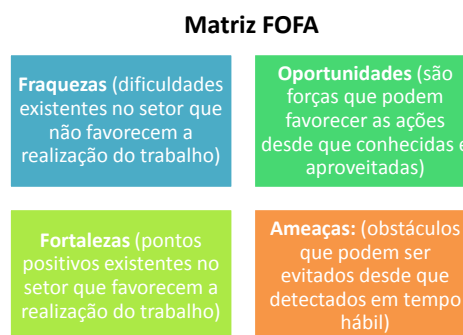 Matriz FOFA
Fraquezas (dificuldades
existentes no setor que
não favorecem a
realização do trabalho)
Oportunidades (são
forças que podem
favorecer as ações
desde que conhecidas e
aproveitadas)
Fortalezas (pontos
positivos existentes no
setor que favorecem a
realização do trabalho)
Ameaças: (obstáculos
que podem ser
evitados desde que
detectados em tempo
hábil)